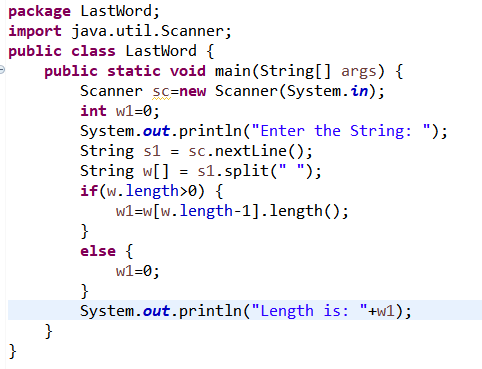 package LastWord;
import java.util.Scanner;
public class LastWord {
    public static void main(String[] args) {
        Scanner sc=new Scanner(System.in);
        int w1=0;
        System.out.println("Enter the String: ");
        String s1 = sc.nextLine();
        String w[] = s1.split(" ");
        if(w.length>0) {
            w1=w[w.length-1].length();
        }
        else {
            w1=0;
        }
        System.out.println("Length is: "+w1);
    }
}